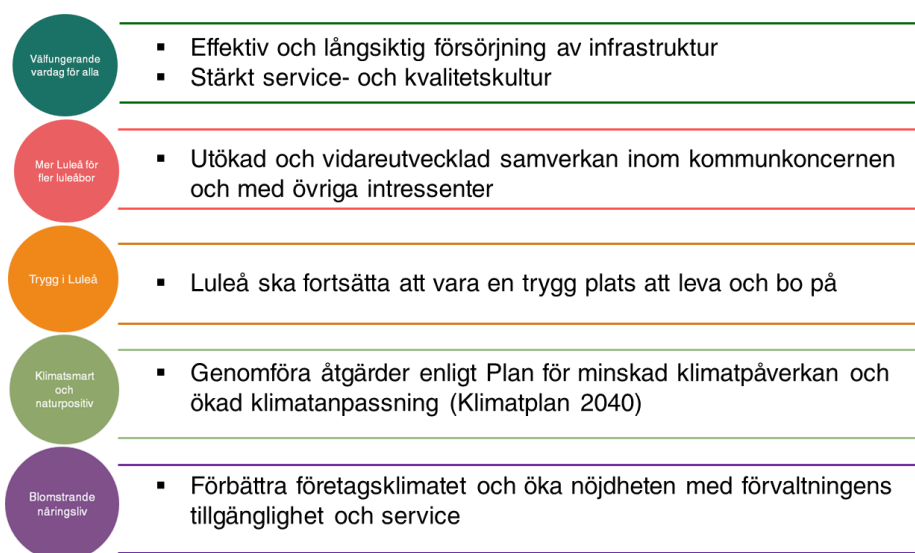 Välfungerande
vardag för alla
▪ Effektiv och långsiktig försörjning av infrastruktur
▪ Stärkt service- och kvalitetskultur
Mer Luleå för
fler luleåbor
▪ Utökad och vidareutvecklad samverkan inom kommunkoncernen
och med övriga intressenter
Trygg i Luleå
▪ Luleå ska fortsätta att vara en trygg plats att leva och bo på
Klimatsmart
och
naturpositiv
▪ Genomföra åtgärder enligt Plan för minskad klimatpåverkan och
ökad klimatanpassning (Klimatplan 2040)
Blomstrande
näringsliv
▪ Förbättra företagsklimatet och öka nöjdheten med förvaltningens
tillgänglighet och service